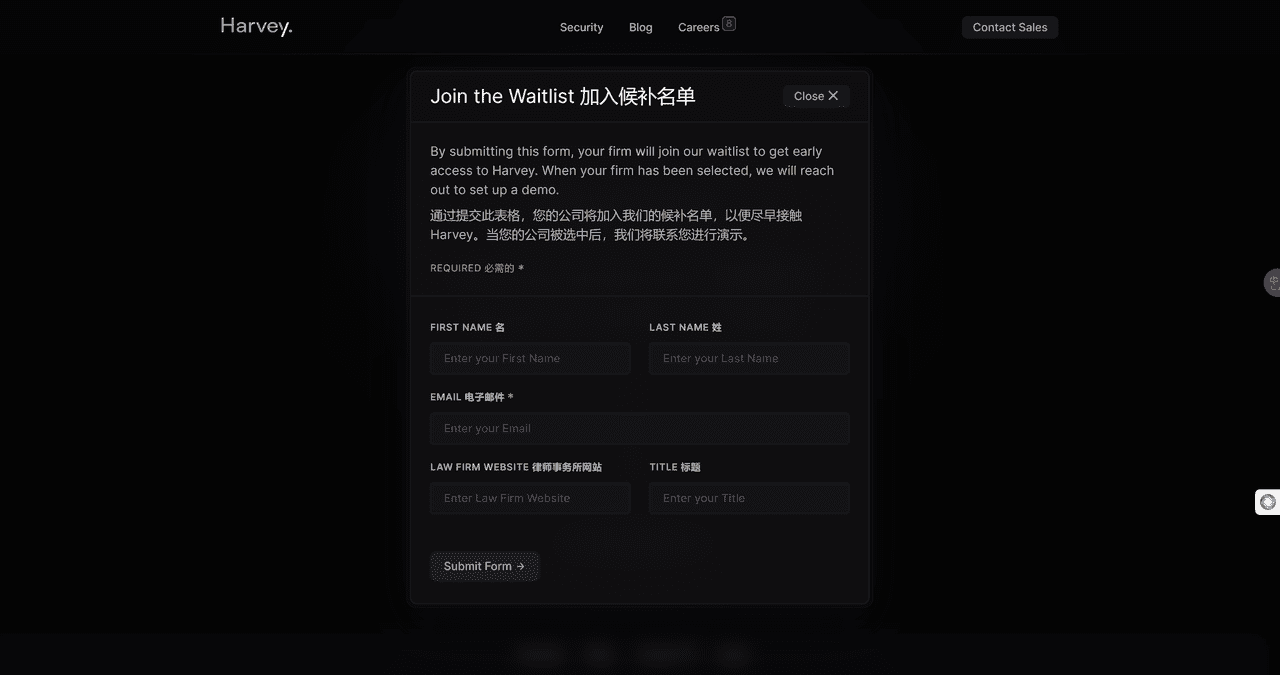 Harvey.
Security Blog Careers 8
Contact Sales
Join the Waitlist 加入候补名单
Close ✕
By submitting this form, your firm will join our waitlist to get early
access to Harvey. When your firm has been selected, we will reach
out to set up a demo.
通过提交此表格，您的公司将加入我们的候补名单，以便尽早接触
Harvey。当您的公司被选中后，我们将联系您进行演示。
REQUIRED 必需的 *
FIRST NAME 名
LAST NAME 姓
Enter your First Name
Enter your Last Name
EMAIL 电子邮件 *
Enter your Email
LAW FIRM WEBSITE 律师事务所网站
TITLE 标题
Enter Law Firm Website
Enter your Title
Submit Form →